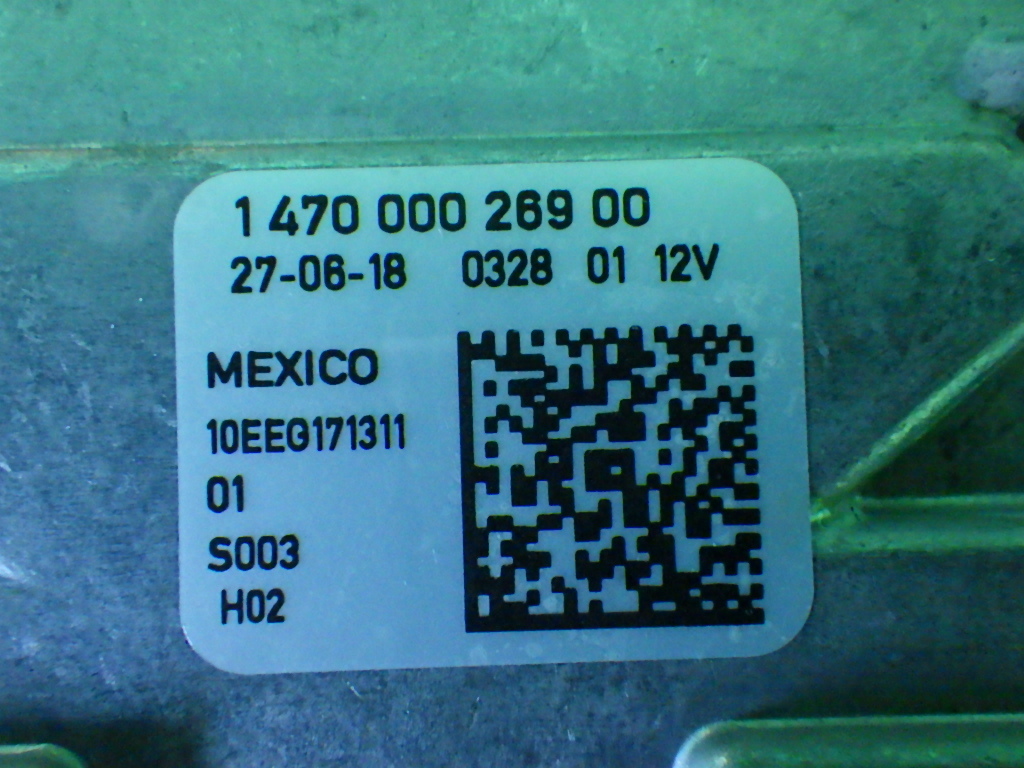 1 470 000 269 00
27-06-18 0328 01 12V
MEXICO
10EEG171311
01
S003
H02